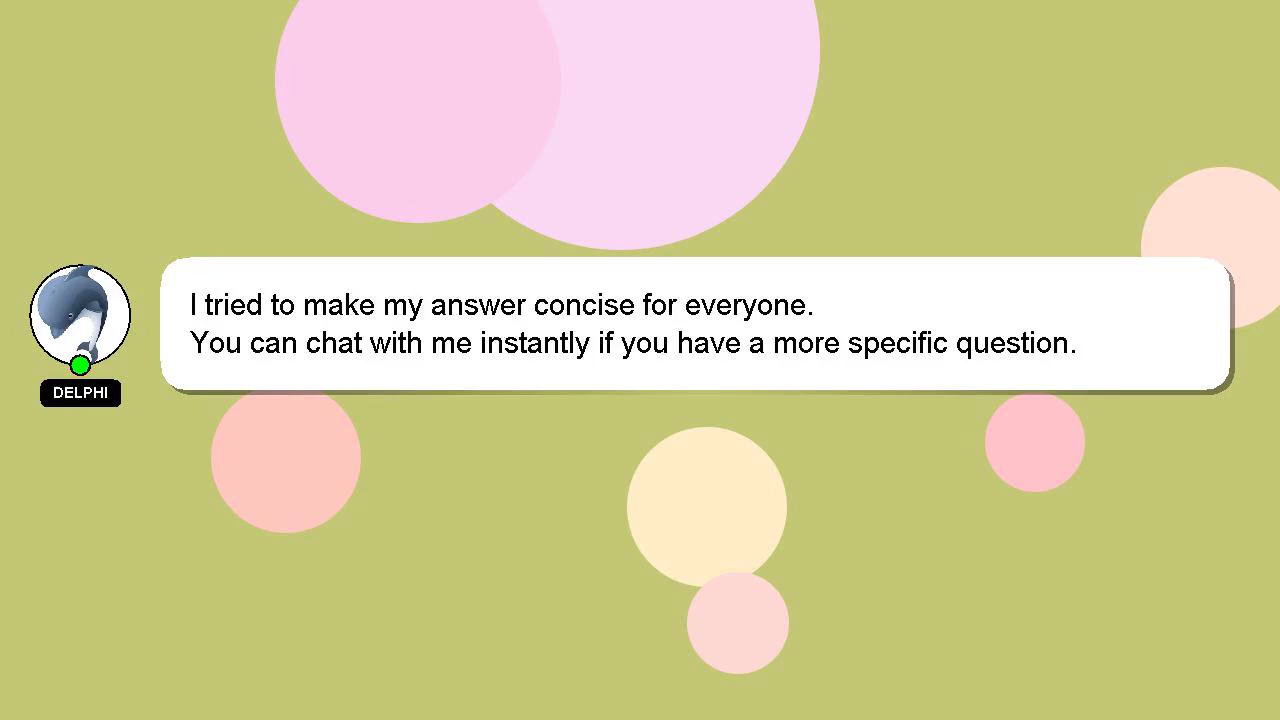 I tried to make my answer concise for everyone.
You can chat with me instantly if you have a more specific question.
DELPHI